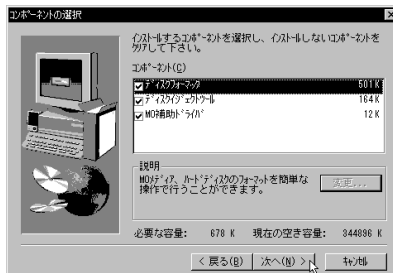 コンポーネントの選択
インストールするコンポーネントを選択し、インストールしないコンポーネントを
クリアして下さい。
コンポーネント(C)
ディスクフォーマッタ 501 K
ディスクイジェクトツール 164 K
MO補助ドライバ 12 K
説明
MOメディア、ハードディスクのフォーマットを簡単な
操作で行うことができます。
変更...
必要な容量: 678 K 現在の空き容量: 344896 K
< 戻る(B) 次へ(N) > キャンセル